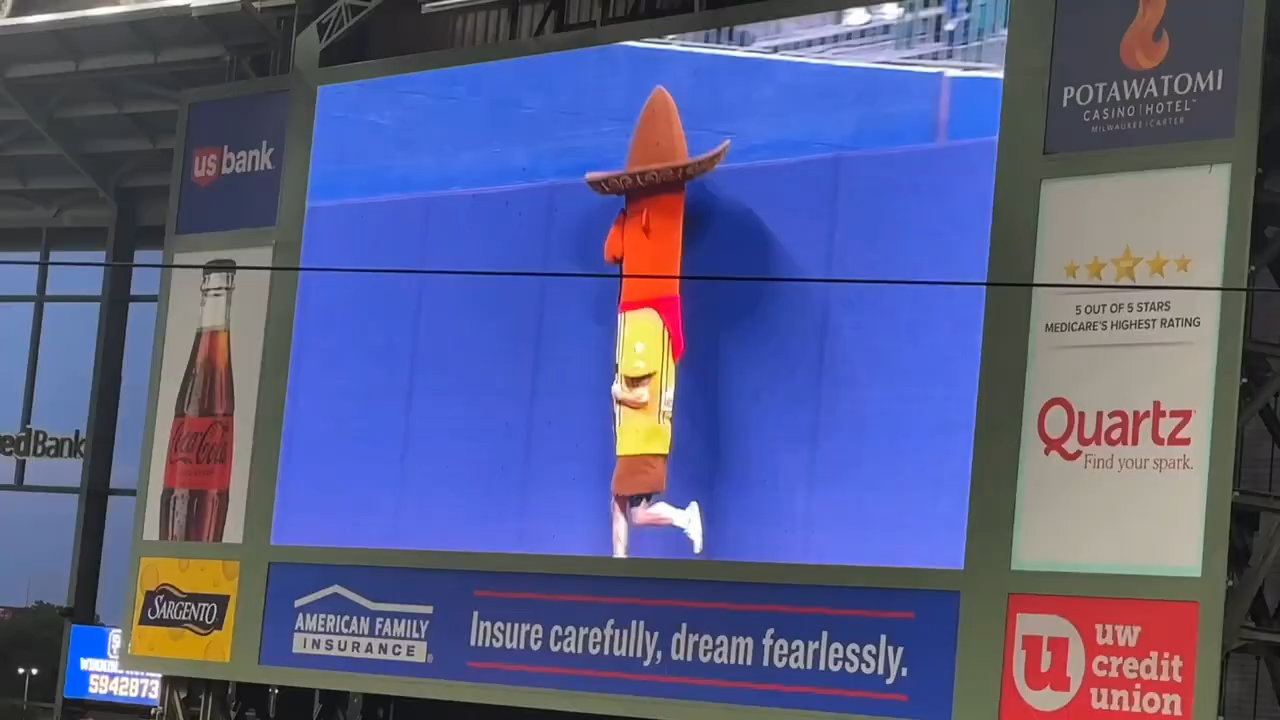 us bank
POTAWATOMI
CASINO | HOTEL
MILWAUKEE | CARTER
5 OUT OF 5 STARS
MEDICARE'S HIGHEST RATING
Quartz
Find your spark.
Coca-Cola
edBank
SARGENTO
AMERICAN FAMILY
INSURANCE
Insure carefully, dream fearlessly.
u
uw
credit
union
5942873